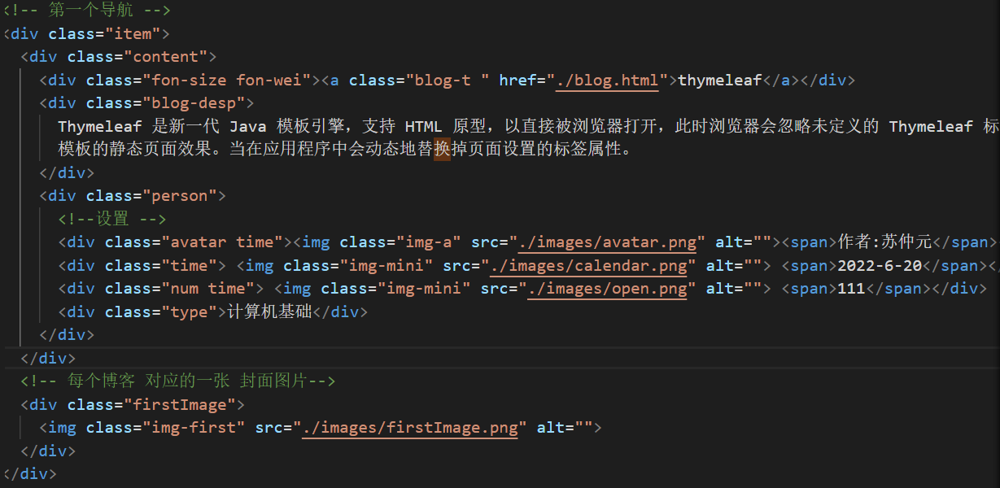 <!-- 第一个导航 -->
<div class="item">
<div class="content">
<div class="fon-size fon-wei"><a class="blog-t " href="./blog.html">thymeleaf</a></div>
<div class="blog-desp">
Thymeleaf 是新一代 Java 模板引擎，支持 HTML 原型，以直接被浏览器打开，此时浏览器会忽略未定义的 Thymeleaf 标
模板的静态页面效果。当在应用程序中会动态地替换掉页面设置的标签属性。
</div>
<div class="person">
<!--设置 -->
<div class="avatar time"><img class="img-a" src="./images/avatar.png" alt=""><span>作者:苏仲元</span>
<div class="time"> <img class="img-mini" src="./images/calendar.png" alt=""> <span>2022-6-20</span></
<div class="num time"> <img class="img-mini" src="./images/open.png" alt=""> <span>111</span></div>
<div class="type">计算机基础</div>
</div>
</div>
<!-- 每个博客 对应的一张 封面图片-->
<div class="firstImage">
<img class="img-first" src="./images/firstImage.png" alt="">
</div>
</div>